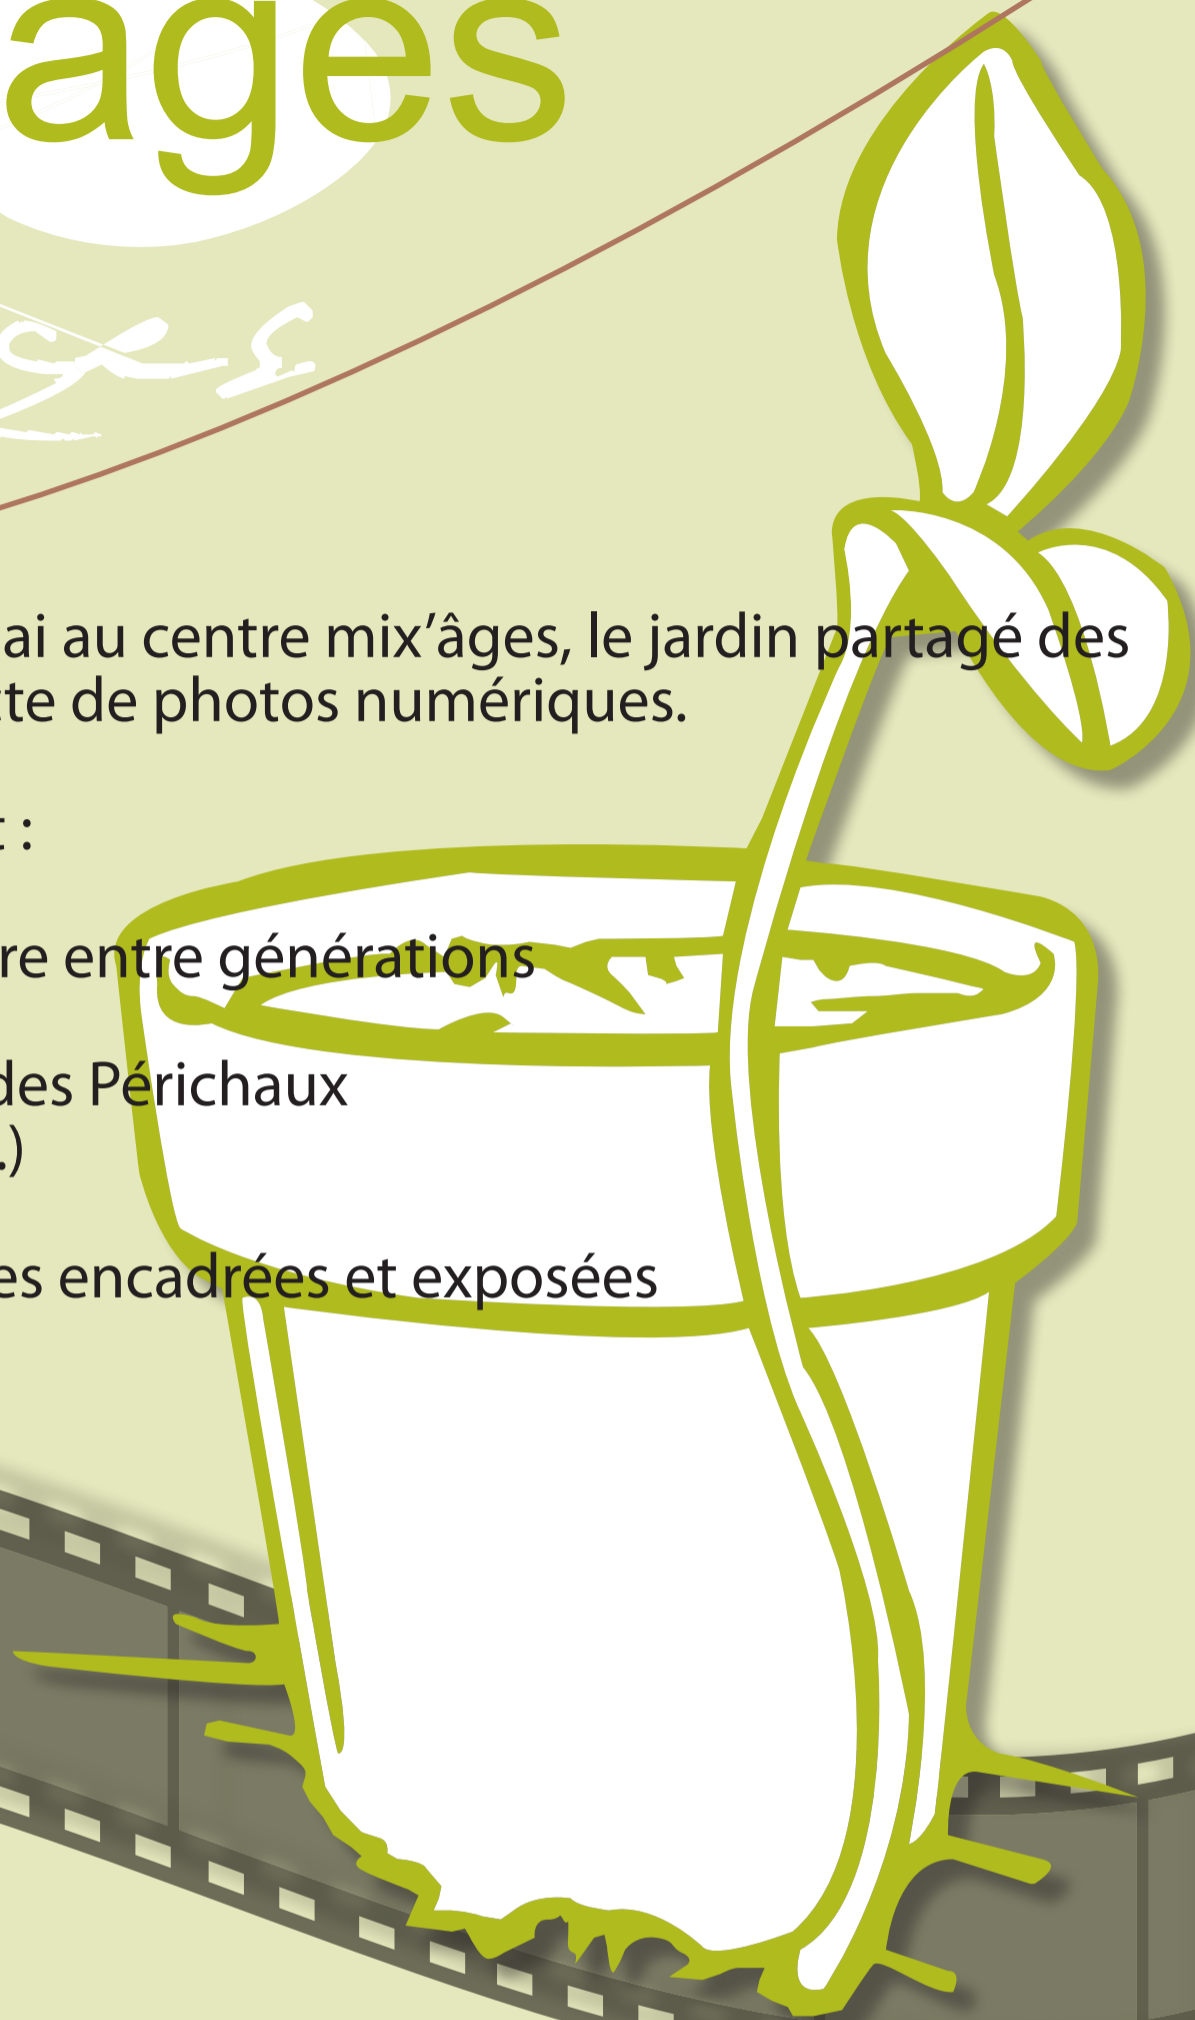 ages
ai au centre mix’âges, le jardin partagé des
te de photos numériques.
:
re entre générations
des Périchaux
.)
es encadrées et exposées